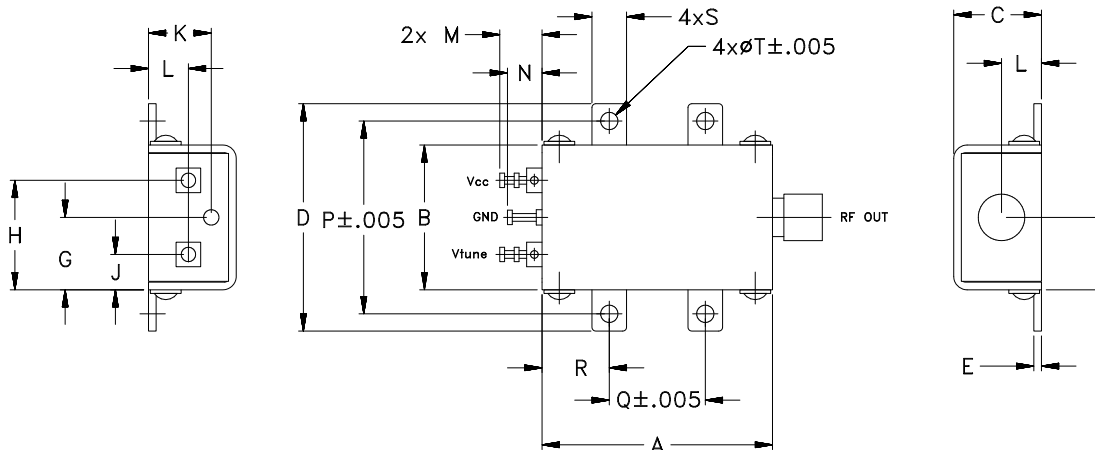 K
L
H
G
J
2x M
N
4xS
4xøT±.005
D
P±.005
B
Vcc
GND
Vtune
RF OUT
R
Q±.005
A
C
L
E